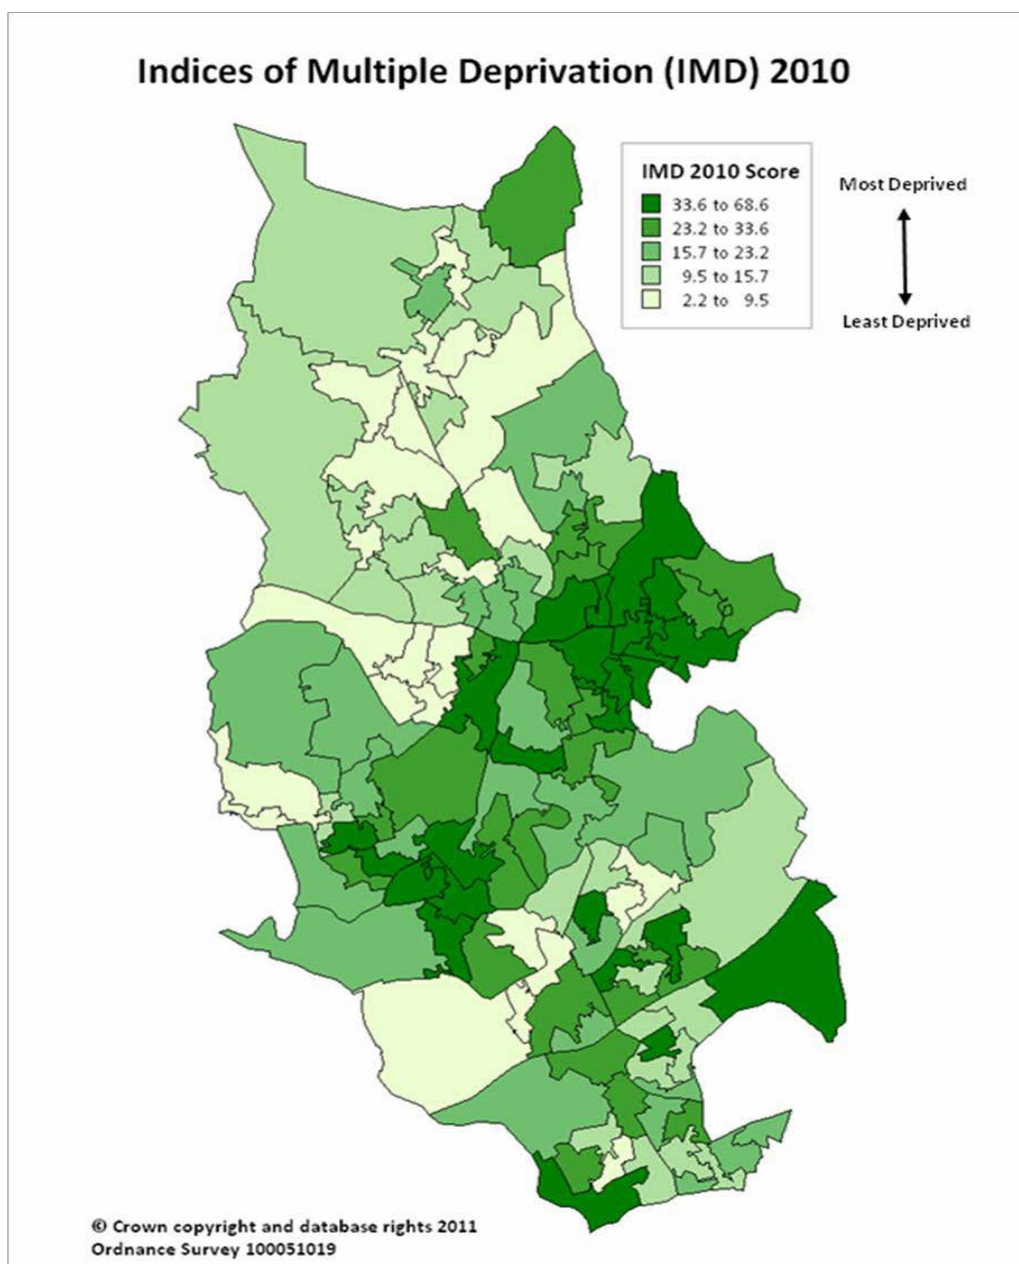 Indices of Multiple Deprivation (IMD) 2010
IMD 2010 Score
33.6 to 68.6
23.2 to 33.6
15.7 to 23.2
9.5 to 15.7
2.2 to 9.5
Most Deprived
Least Deprived
© Crown copyright and database rights 2011
Ordnance Survey 100051019